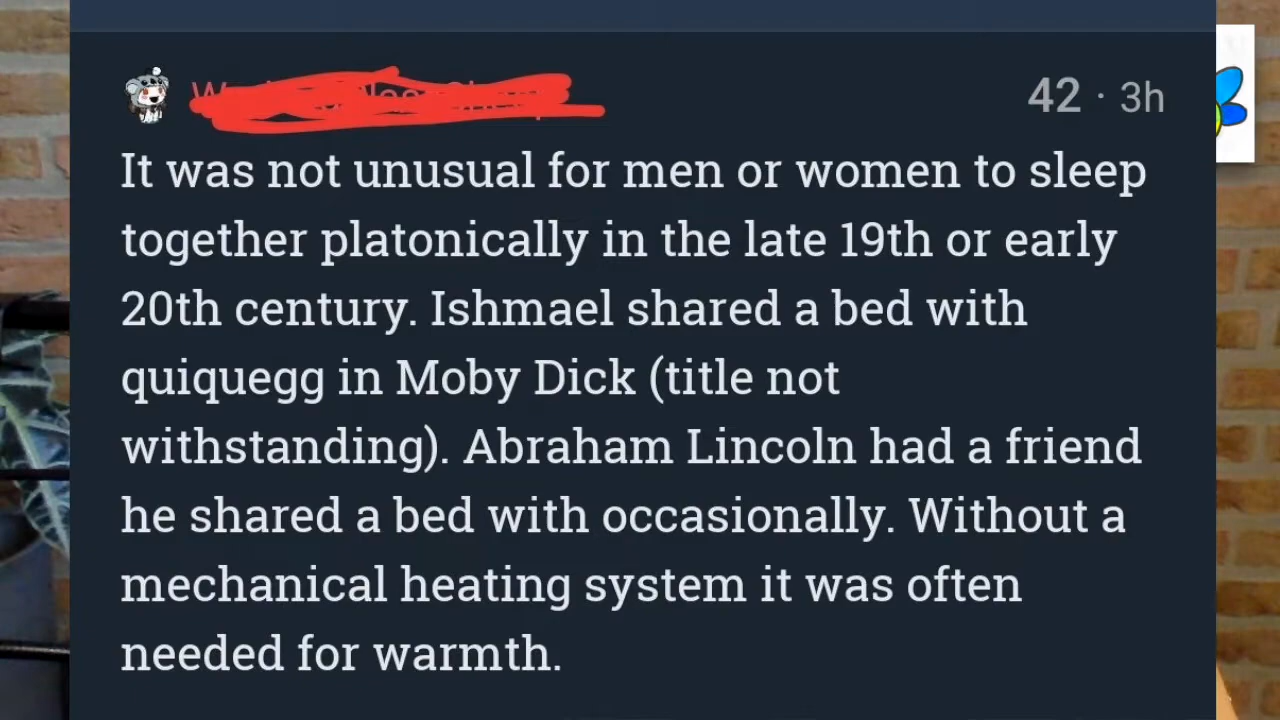 42 · 3h
It was not unusual for men or women to sleep
together platonically in the late 19th or early
20th century. Ishmael shared a bed with
quiquegg in Moby Dick (title not
withstanding). Abraham Lincoln had a friend
he shared a bed with occasionally. Without a
mechanical heating system it was often
needed for warmth.